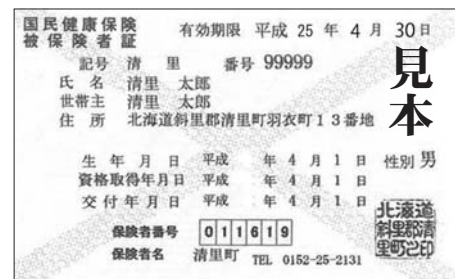 国民健康保険
被保険者証
有効期限 平成 25 年 4 月 30日
記号 清 里 番号 99999
氏 名 清里 太郎
世帯主 清里 太郎
住 所 北海道斜里郡清里町羽衣町13番地
見本
生 年 月 日 平成 年 4 月 1 日 性別 男
資格取得年月日 平成 年 4 月 1 日
交 付 年 月 日 平成 年 4 月 1 日
保険者番号 011619
保険者名 清里町 TEL 0152-25-2131
北海道
斜里郡清
里町之印